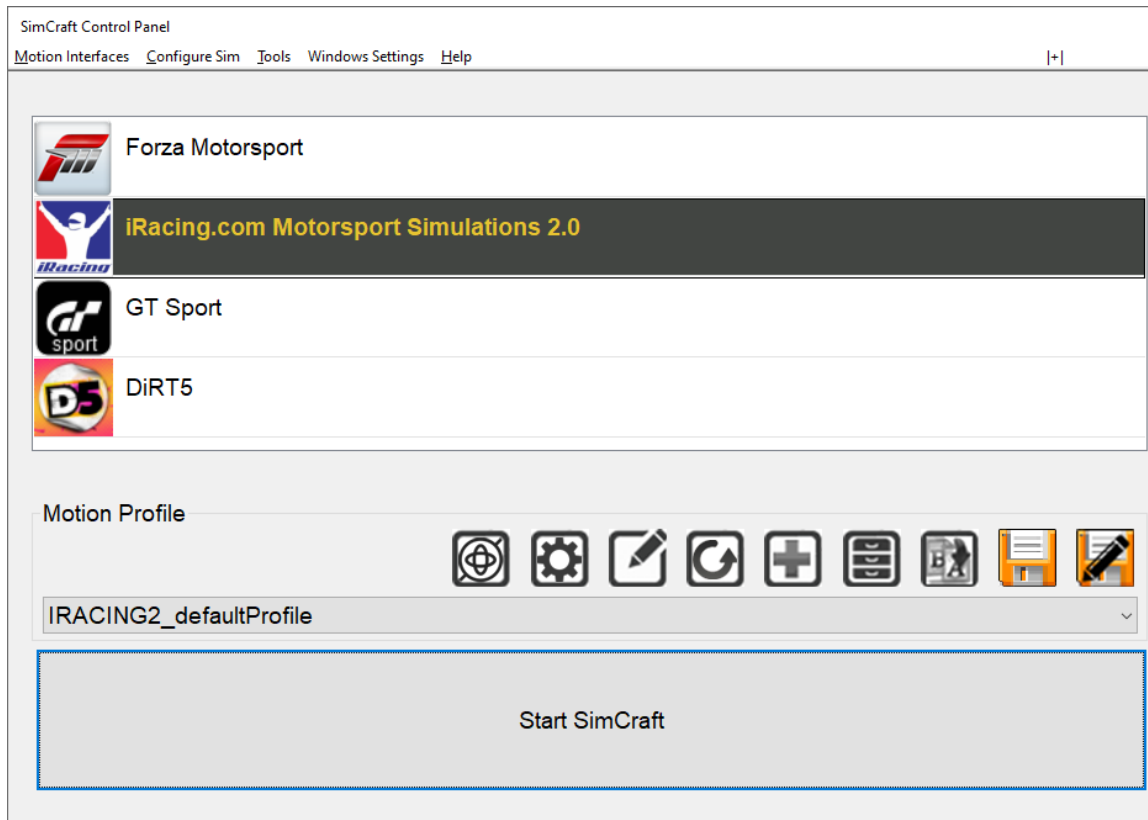 SimCraft Control Panel
Motion Interfaces Configure Sim Tools Windows Settings Help |+|
Forza Motorsport
iRacing.com Motorsport Simulations 2.0
iRacing
GT Sport
GT
sport
DiRT5
D5
Motion Profile
B A
IRACING2_defaultProfile
Start SimCraft